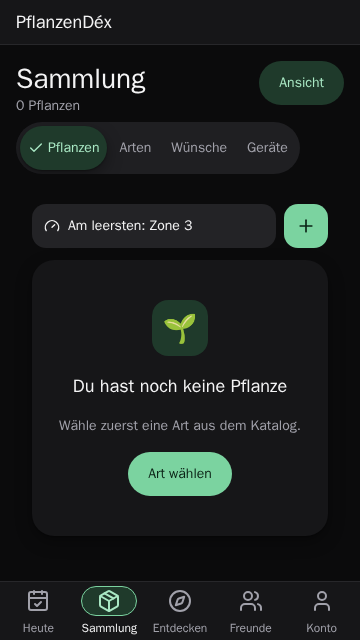 PflanzenDéx
Sammlung
Ansicht
0 Pflanzen
Pflanzen Arten Wünsche Geräte
Am leersten: Zone 3
Du hast noch keine Pflanze
Wähle zuerst eine Art aus dem Katalog.
Art wählen
Heute Sammlung Entdecken Freunde Konto